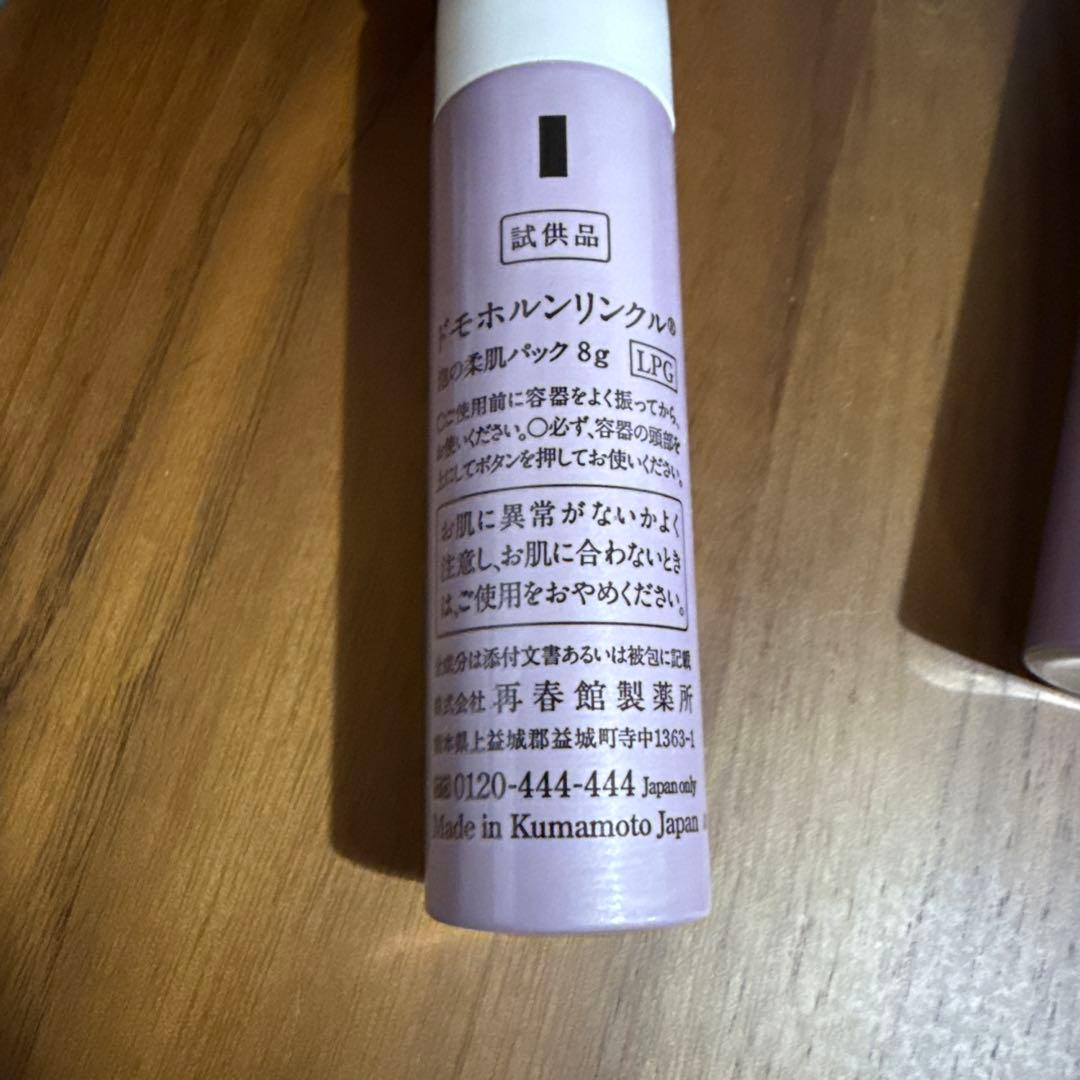 試供品
ドモホルンリンクル®
泡の柔肌パック 8g LPG
○ご使用前に容器をよく振ってから、
お使いください。○必ず、容器の頭部を
上にしてボタンを押してお使いください。
お肌に異常がないかよく
注意し、お肌に合わないとき
は、ご使用をおやめください。
全成分は添付文書あるいは被包に記載
株式会社 再春館製薬所
熊本県上益城郡益城町寺中1363-1
0120-444-444 Japan only
Made in Kumamoto Japan